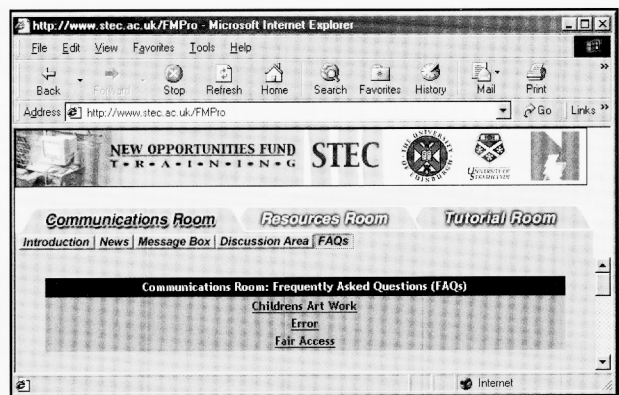 http://www.stec.ac.uk/FMPro - Microsoft Internet Explorer
File Edit View Favorites Tools Help
Back Forward Stop Refresh Home Search Favorites History Mail Print »
Address http://www.stec.ac.uk/FMPro Go Links »
NEW OPPORTUNITIES FUND
T•R•A•I•N•I•N•G
STEC
UNIVERSITY OF
STRATHCLYDE
Communications Room Resources Room Tutorial Room
Introduction | News | Message Box | Discussion Area | FAQs
Communications Room: Frequently Asked Questions (FAQs)
Childrens Art Work
Error
Fair Access
Internet